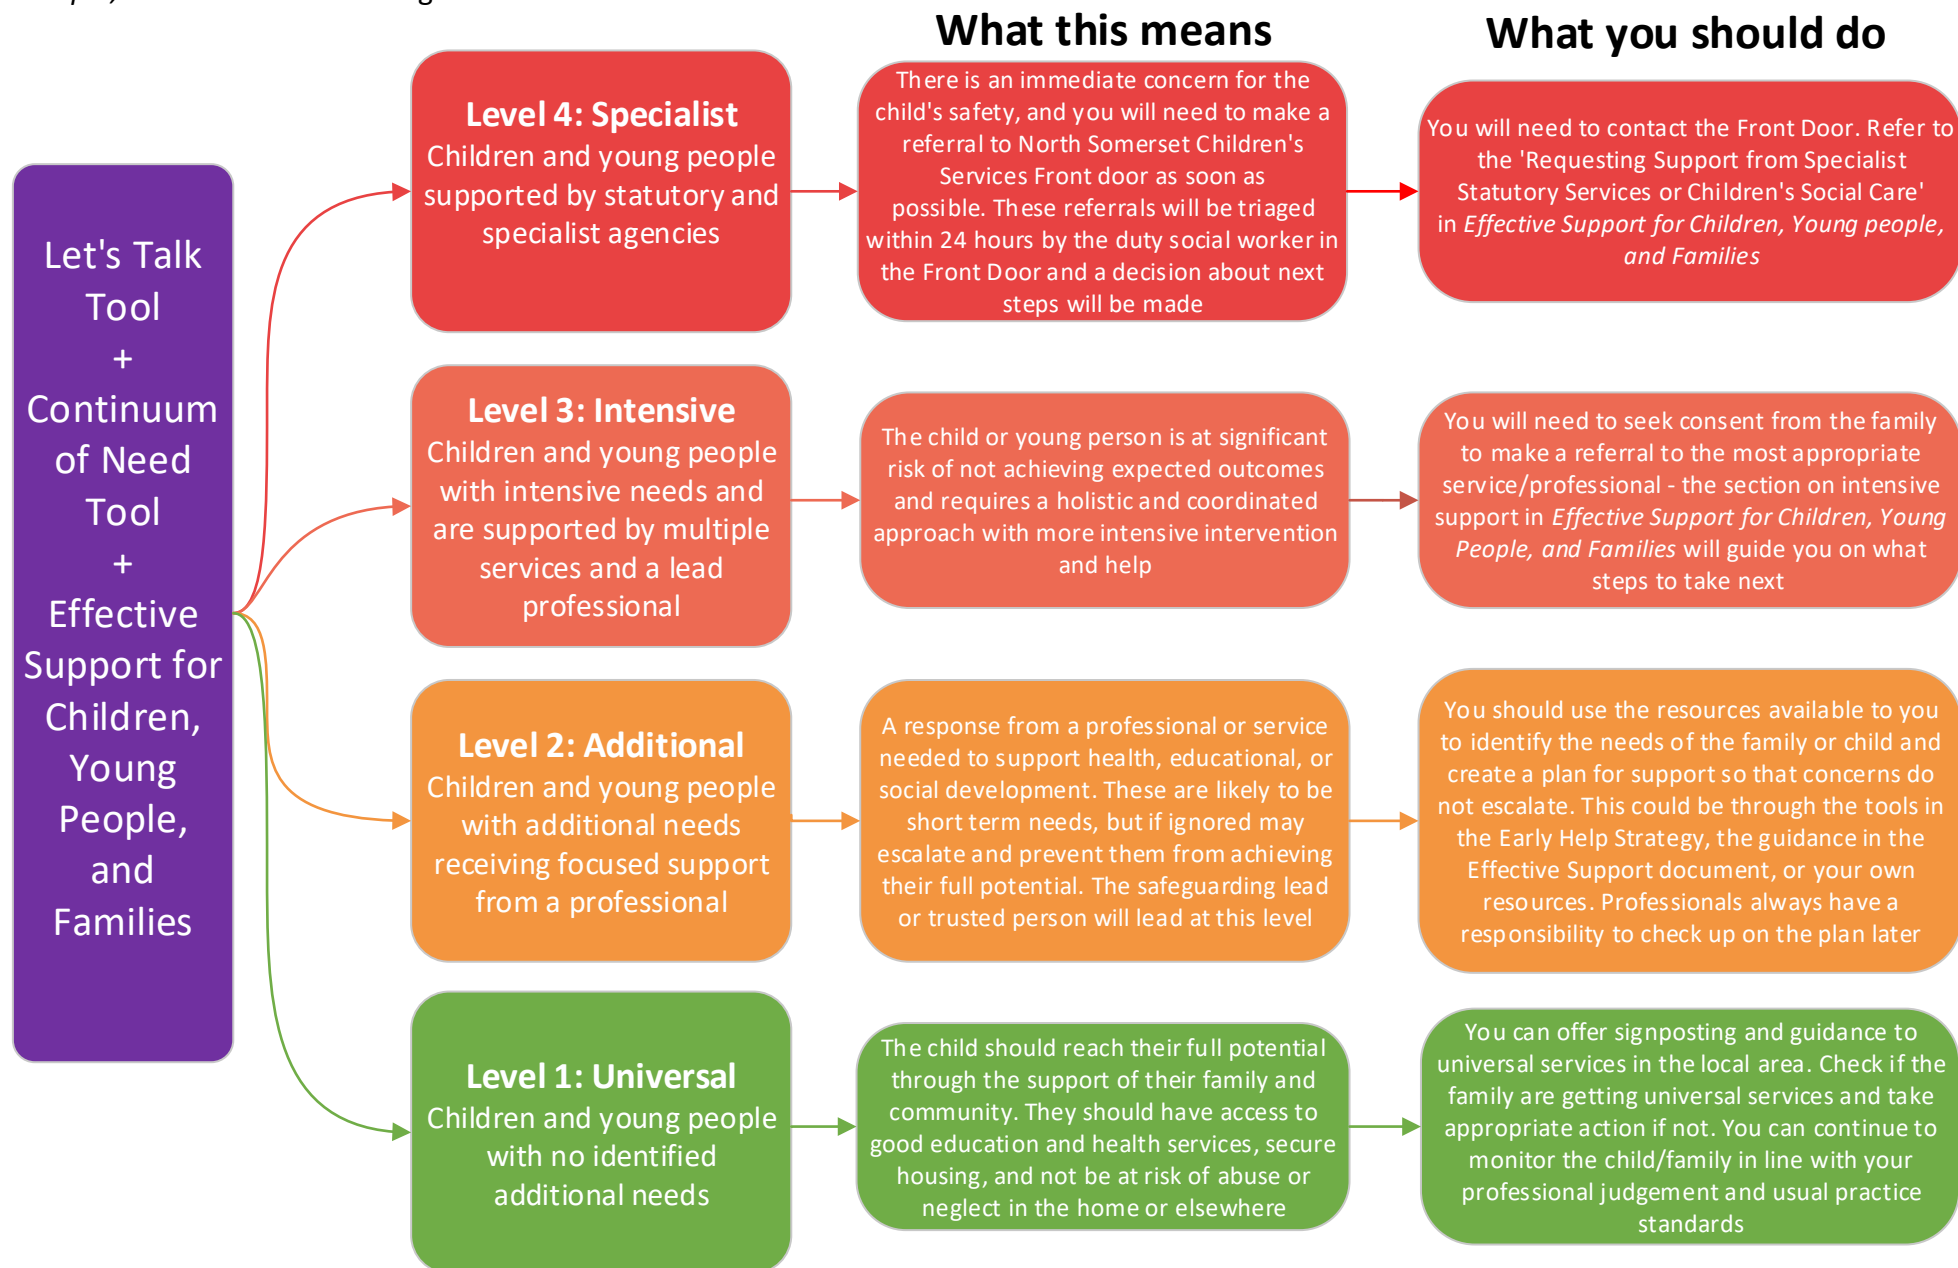 What this means
What you should do
Let's Talk
Tool
+
Continuum
of Need
Tool
+
Effective
Support for
Children,
Young
People,
and
Families
Level 4: Specialist
Children and young people
supported by statutory and
specialist agencies
There is an immediate concern for the
child's safety, and you will need to make a
referral to North Somerset Children's
Services Front door as soon as
possible. These referrals will be triaged
within 24 hours by the duty social worker in
the Front Door and a decision about next
steps will be made
You will need to contact the Front Door. Refer to
the 'Requesting Support from Specialist
Statutory Services or Children's Social Care'
in Effective Support for Children, Young people,
and Families
Level 3: Intensive
Children and young people
with intensive needs and
are supported by multiple
services and a lead
professional
The child or young person is at significant
risk of not achieving expected outcomes
and requires a holistic and coordinated
approach with more intensive intervention
and help
You will need to seek consent from the family
to make a referral to the most appropriate
service/professional - the section on intensive
support in Effective Support for Children, Young
People, and Families will guide you on what
steps to take next
Level 2: Additional
Children and young people
with additional needs
receiving focused support
from a professional
A response from a professional or service
needed to support health, educational, or
social development. These are likely to be
short term needs, but if ignored may
escalate and prevent them from achieving
their full potential. The safeguarding lead
or trusted person will lead at this level
You should use the resources available to you
to identify the needs of the family or child and
create a plan for support so that concerns do
not escalate. This could be through the tools in
the Early Help Strategy, the guidance in the
Effective Support document, or your own
resources. Professionals always have a
responsibility to check up on the plan later
Level 1: Universal
Children and young people
with no identified
additional needs
The child should reach their full potential
through the support of their family and
community. They should have access to
good education and health services, secure
housing, and not be at risk of abuse or
neglect in the home or elsewhere
You can offer signposting and guidance to
universal services in the local area. Check if the
family are getting universal services and take
appropriate action if not. You can continue to
monitor the child/family in line with your
professional judgement and usual practice
standards